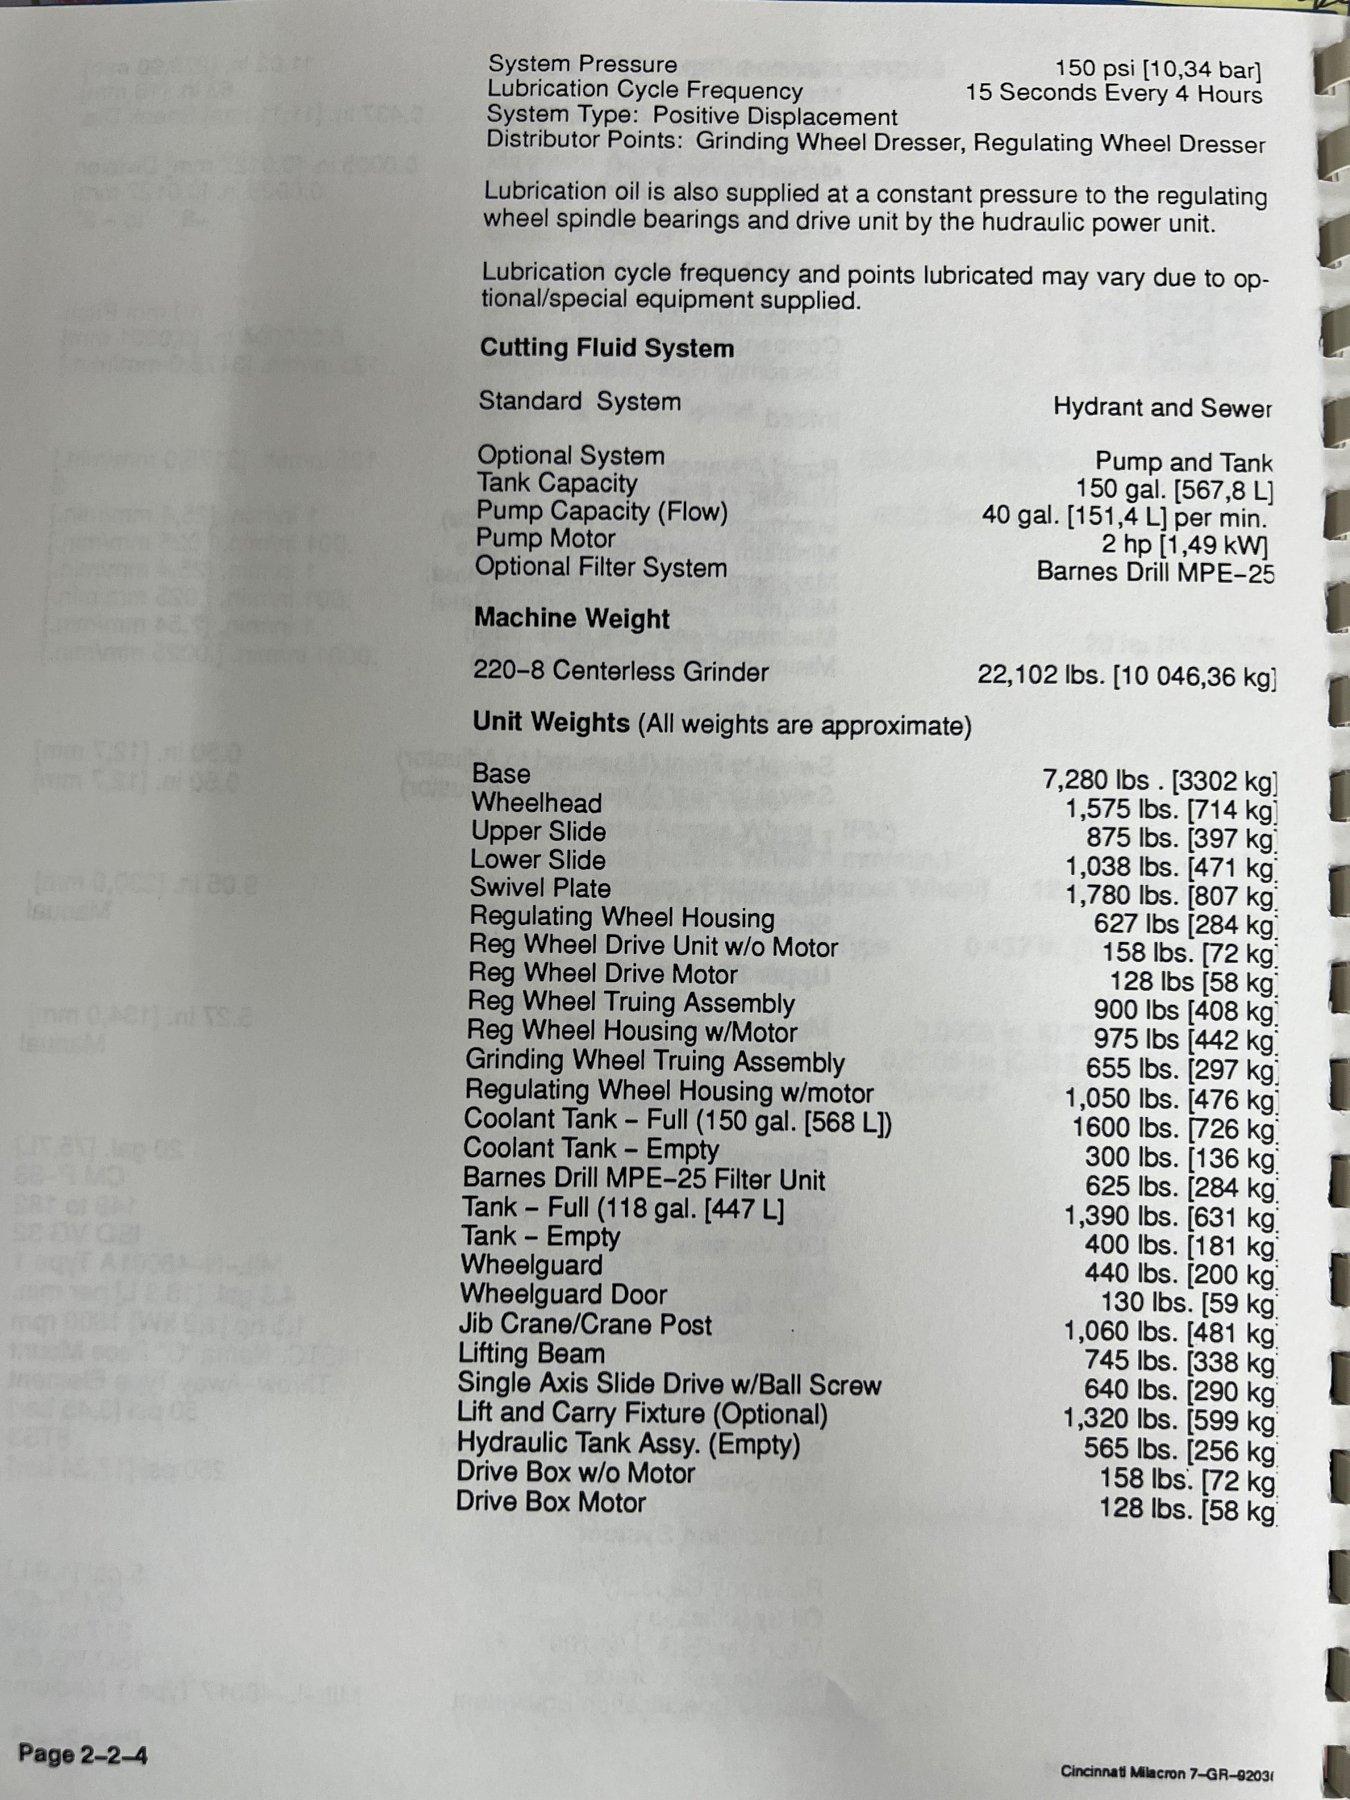 System Pressure 150 psi [10,34 bar]
Lubrication Cycle Frequency 15 Seconds Every 4 Hours
System Type: Positive Displacement
Distributor Points: Grinding Wheel Dresser, Regulating Wheel Dresser
Lubrication oil is also supplied at a constant pressure to the regulating
wheel spindle bearings and drive unit by the hudraulic power unit.
Lubrication cycle frequency and points lubricated may vary due to op-
tional/special equipment supplied.
Cutting Fluid System
Standard System Hydrant and Sewer
Optional System Pump and Tank
Tank Capacity 150 gal. [567,8 L]
Pump Capacity (Flow) 40 gal. [151,4 L] per min.
Pump Motor 2 hp [1,49 kW]
Optional Filter System Barnes Drill MPE-25
Machine Weight
220-8 Centerless Grinder 22,102 lbs. [10 046,36 kg]
Unit Weights (All weights are approximate)
Base 7,280 lbs . [3302 kg]
Wheelhead 1,575 lbs. [714 kg]
Upper Slide 875 lbs. [397 kg]
Lower Slide 1,038 lbs. [471 kg]
Swivel Plate 1,780 lbs. [807 kg]
Regulating Wheel Housing 627 lbs [284 kg
Reg Wheel Drive Unit w/o Motor 158 lbs. [72 kg
Reg Wheel Drive Motor 128 lbs [58 kg
Reg Wheel Truing Assembly 900 lbs [408 kg
Reg Wheel Housing w/Motor 975 lbs [442 kg
Grinding Wheel Truing Assembly 655 lbs. [297 kg]
Regulating Wheel Housing w/motor 1,050 lbs. [476 kg]
Coolant Tank – Full (150 gal. [568 L]) 1600 lbs. [726 kg
Coolant Tank – Empty 300 lbs. [136 kg
Barnes Drill MPE-25 Filter Unit 625 lbs. [284 kg
Tank – Full (118 gal. [447 L] 1,390 lbs. [631 kg
Tank – Empty 400 lbs. [181 kg
Wheelguard 440 lbs. [200 kg
Wheelguard Door 130 lbs. [59 kg
Jib Crane/Crane Post 1,060 lbs. [481 kg
Lifting Beam 745 lbs. [338 kg
Single Axis Slide Drive w/Ball Screw 640 lbs. [290 kg
Lift and Carry Fixture (Optional) 1,320 lbs. [599 kg
Hydraulic Tank Assy. (Empty) 565 lbs. [256 kg
Drive Box w/o Motor 158 lbs. [72 kg
Drive Box Motor 128 lbs. [58 kg
Page 2-2-4
Cincinnati Milacron 7-GR-9203